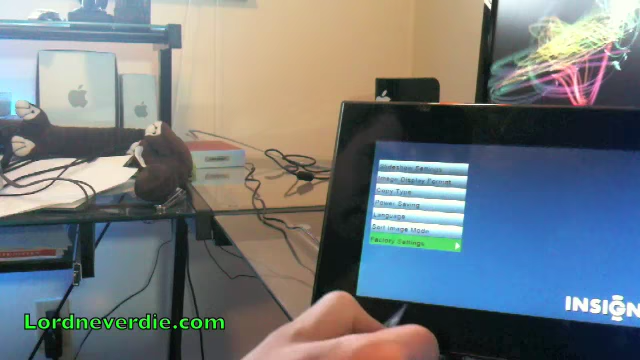 Slideshow Settings
Image Display Format
Copy Type
Power Saving
Language
Sort Image Mode
Factory Settings
INSIGN
Lordneverdie.com